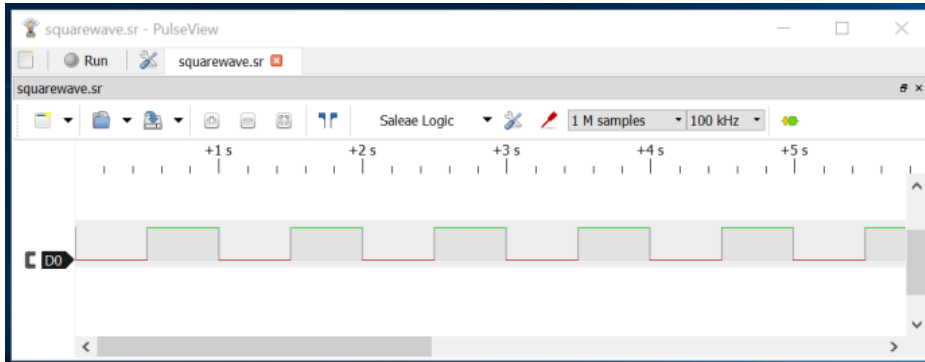 squarewave.sr - PulseView
Run squarewave.sr
squarewave.sr
Saleae Logic 1 M samples 100 kHz
+1 s +2 s +3 s +4 s +5 s
D0